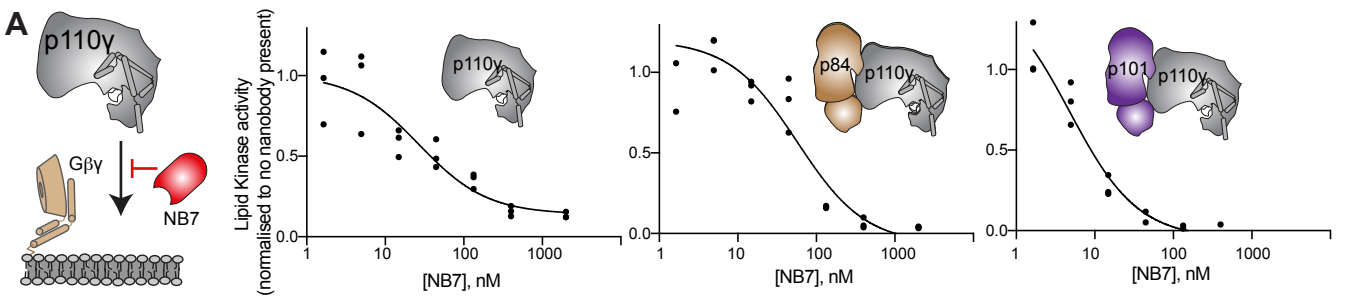 A
p110γ
Gβγ
NB7
Lipid Kinase activity
(normalised to no nanobody present)
1.0
0.5
0.0
1 10 100 1000
[NB7], nM
p110γ
1.0
0.5
0.0
1 10 100 1000
[NB7], nM
p84 p110γ
1.0
0.5
0.0
1 10 100 1000
[NB7], nM
p101 p110γ